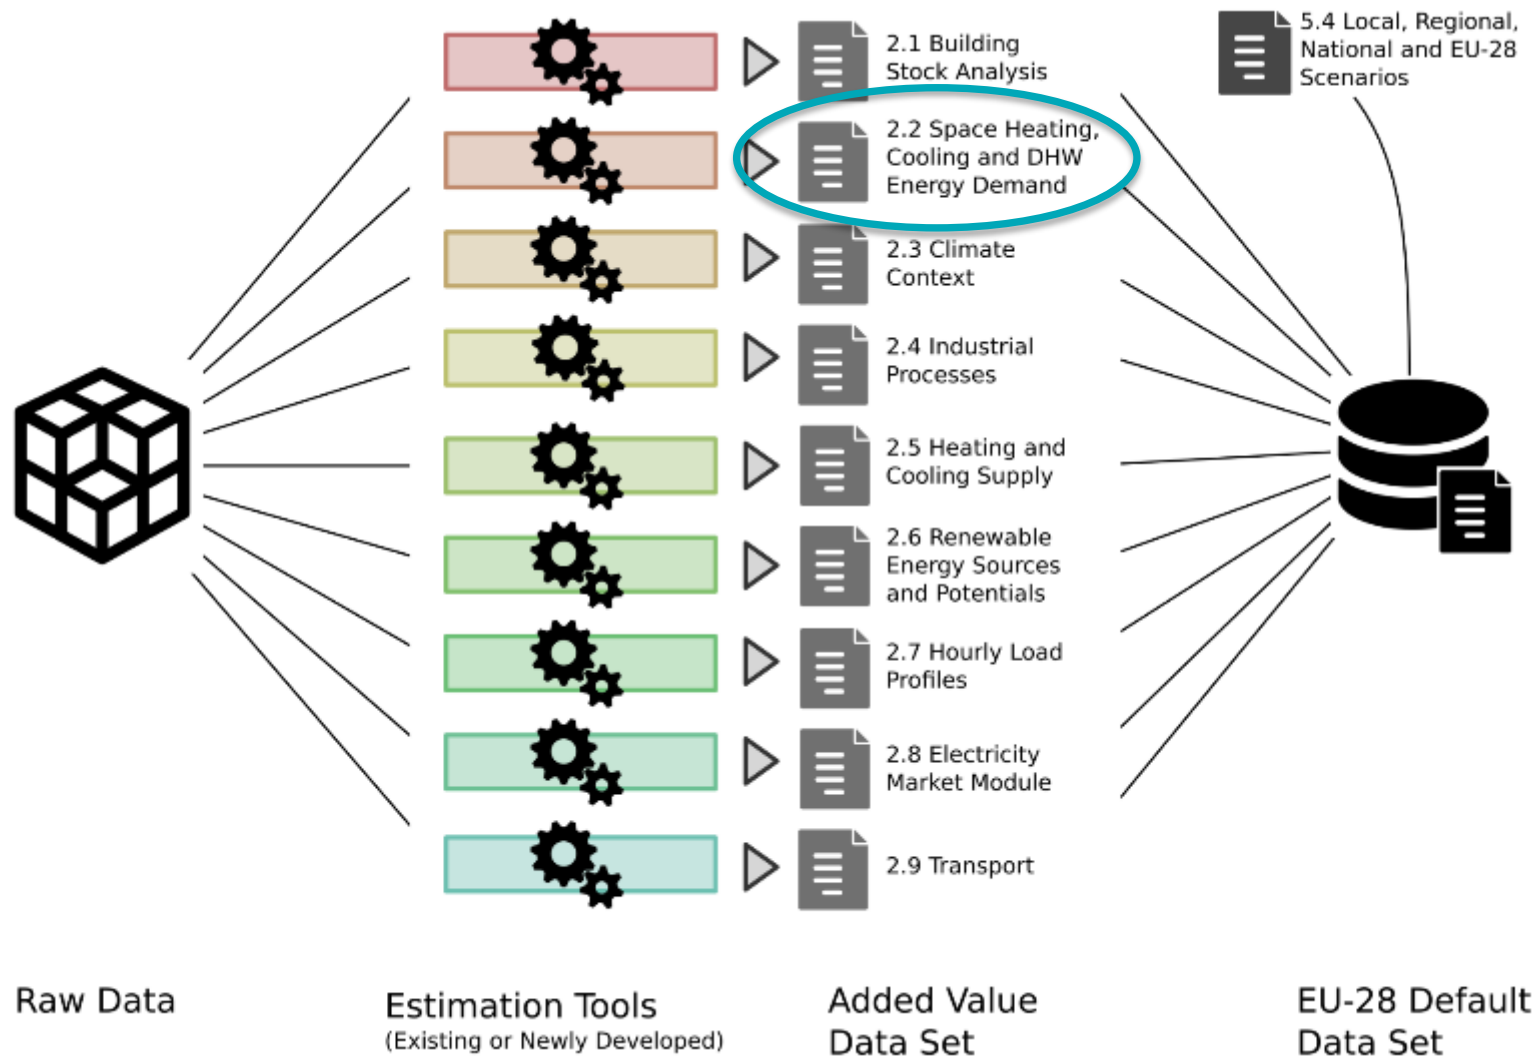 2.1 Building
Stock Analysis
2.2 Space Heating,
Cooling and DHW
Energy Demand
2.3 Climate
Context
2.4 Industrial
Processes
2.5 Heating and
Cooling Supply
2.6 Renewable
Energy Sources
and Potentials
2.7 Hourly Load
Profiles
2.8 Electricity
Market Module
2.9 Transport
5.4 Local, Regional,
National and EU-28
Scenarios
Raw Data
Estimation Tools
(Existing or Newly Developed)
Added Value
Data Set
EU-28 Default
Data Set